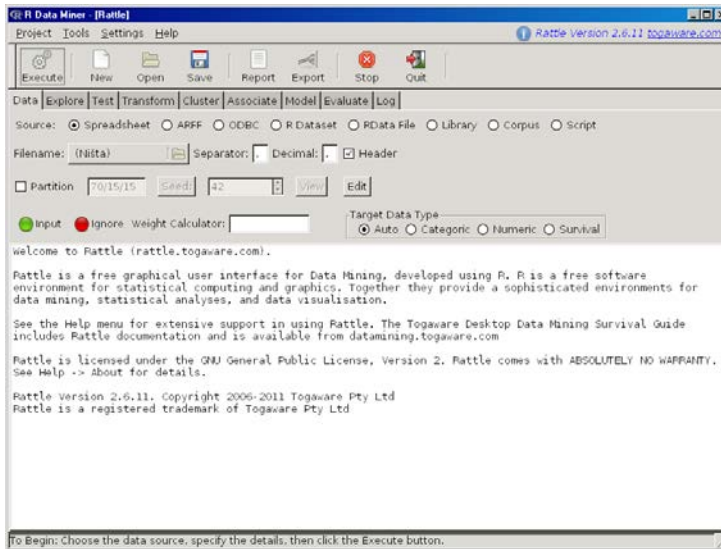 R Data Miner - [Rattle]
Project Tools Settings Help
Rattle Version 2.6.11 togaware.com
Execute New Open Save Report Export Stop Quit
Data Explore Test Transform Cluster Associate Model Evaluate Log
Source: Spreadsheet ARFF ODBC R Dataset RData File Library Corpus Script
Filename: (Ništa) Separator: , Decimal: . Header
Partition 70/15/15 Seed: 42 View Edit
Input Ignore Weight Calculator: Target Data Type
Auto Categoric Numeric Survival
Welcome to Rattle (rattle.togaware.com).
Rattle is a free graphical user interface for Data Mining, developed using R. R is a free software
environment for statistical computing and graphics. Together they provide a sophisticated environments for
data mining, statistical analyses, and data visualisation.
See the Help menu for extensive support in using Rattle. The Togaware Desktop Data Mining Survival Guide
includes Rattle documentation and is available from datamining.togaware.com
Rattle is licensed under the GNU General Public License, Version 2. Rattle comes with ABSOLUTELY NO WARRANTY.
See Help -> About for details.
Rattle Version 2.6.11. Copyright 2006-2011 Togaware Pty Ltd
Rattle is a registered trademark of Togaware Pty Ltd
To Begin: Choose the data source, specify the details, then click the Execute button.